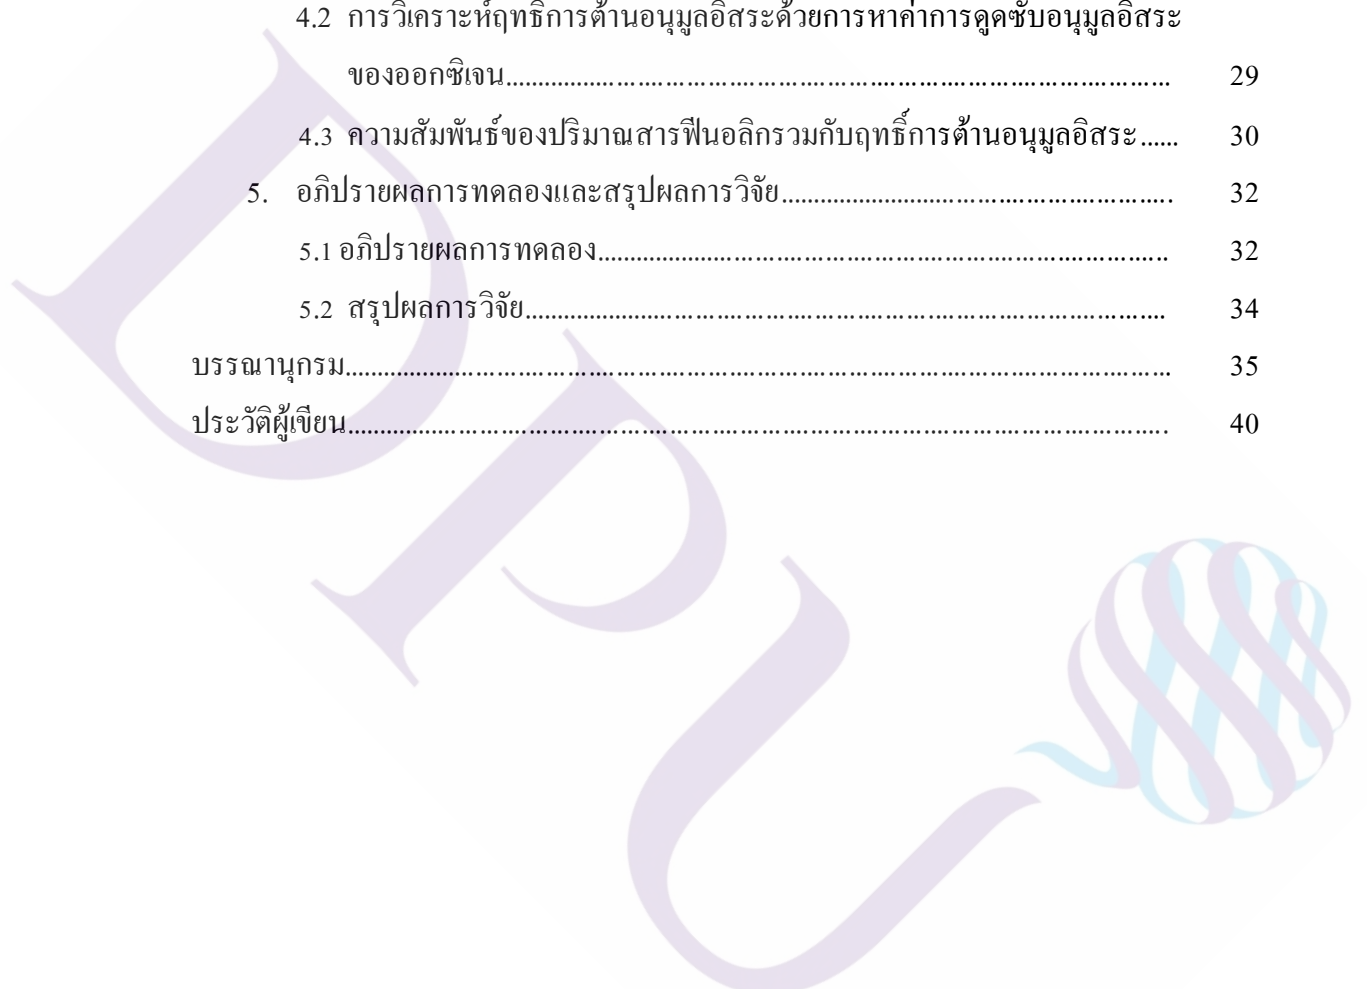 4.2 การวิเคราะห์ฤทธิ์การต้านอนุมูลอิสระด้วยการหาค่าการดูดซับอนุมูลอิสระ
ของออกซิเจน........................................................................ 29
4.3 ความสัมพันธ์ของปริมาณสารฟีนอลิกรวมกับฤทธิ์การต้านอนุมูลอิสระ...... 30
5. อภิปรายผลการทดลองและสรุปผลการวิจัย.......................................... 32
5.1 อภิปรายผลการทดลอง.............................................................. 32
5.2 สรุปผลการวิจัย...................................................................... 34
บรรณานุกรม................................................................................ 35
ประวัติผู้เขียน............................................................................... 40
DPU